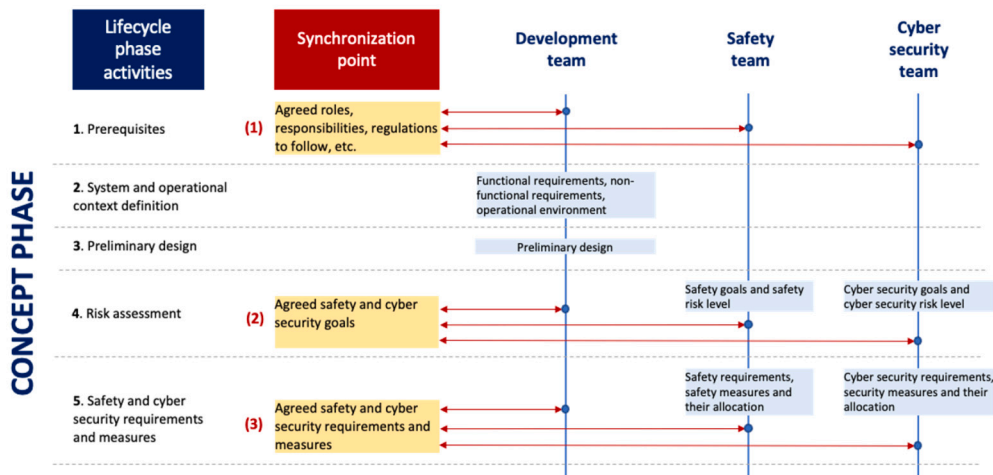 Lifecycle
phase
activities
Synchronization
point
Development
team
Safety
team
Cyber
security
team
CONCEPT PHASE
1. Prerequisites
(1)
Agreed roles,
responsibilities, regulations
to follow, etc.
2. System and operational
context definition
Functional requirements, non-
functional requirements,
operational environment
3. Preliminary design
Preliminary design
4. Risk assessment
(2)
Agreed safety and cyber
security goals
Safety goals and safety
risk level
Cyber security goals and
cyber security risk level
5. Safety and cyber
security requirements
and measures
(3)
Agreed safety and cyber
security requirements and
measures
Safety requirements,
safety measures and
their allocation
Cyber security requirements,
security measures and their
allocation